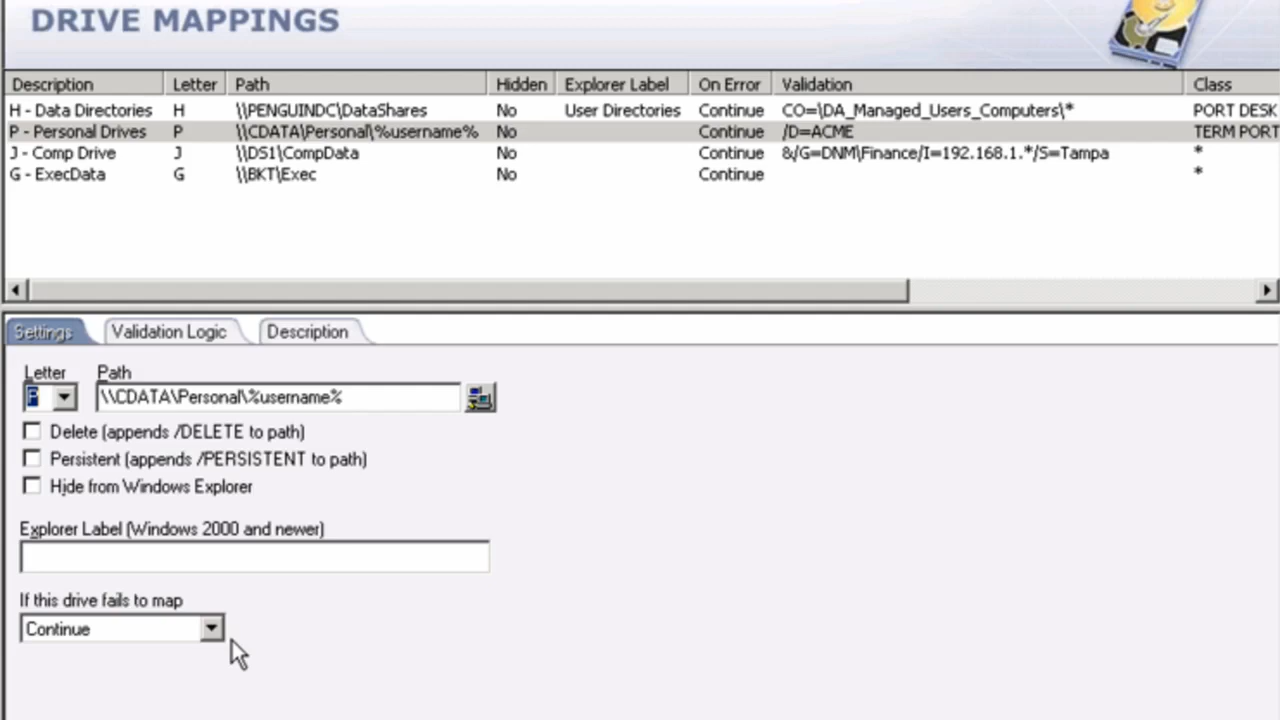 DRIVE MAPPINGS
Description Letter Path Hidden Explorer Label On Error Validation Class
H - Data Directories H \\PENGUINDC\DataShares No User Directories Continue CO=\DA_Managed_Users_Computers\* PORT DESK
P - Personal Drives P \\CDATA\Personal\%username% No Continue /D=ACME TERM PORT
J - Comp Drive J \\DS1\CompData No Continue &/G=DNM\Finance/I=192.168.1.*/S=Tampa *
G - ExecData G \\BKT\Exec No Continue *
Settings Validation Logic Description
Letter Path
P \\CDATA\Personal\%username%
Delete (appends /DELETE to path)
Persistent (appends /PERSISTENT to path)
Hide from Windows Explorer
Explorer Label (Windows 2000 and newer)
If this drive fails to map
Continue